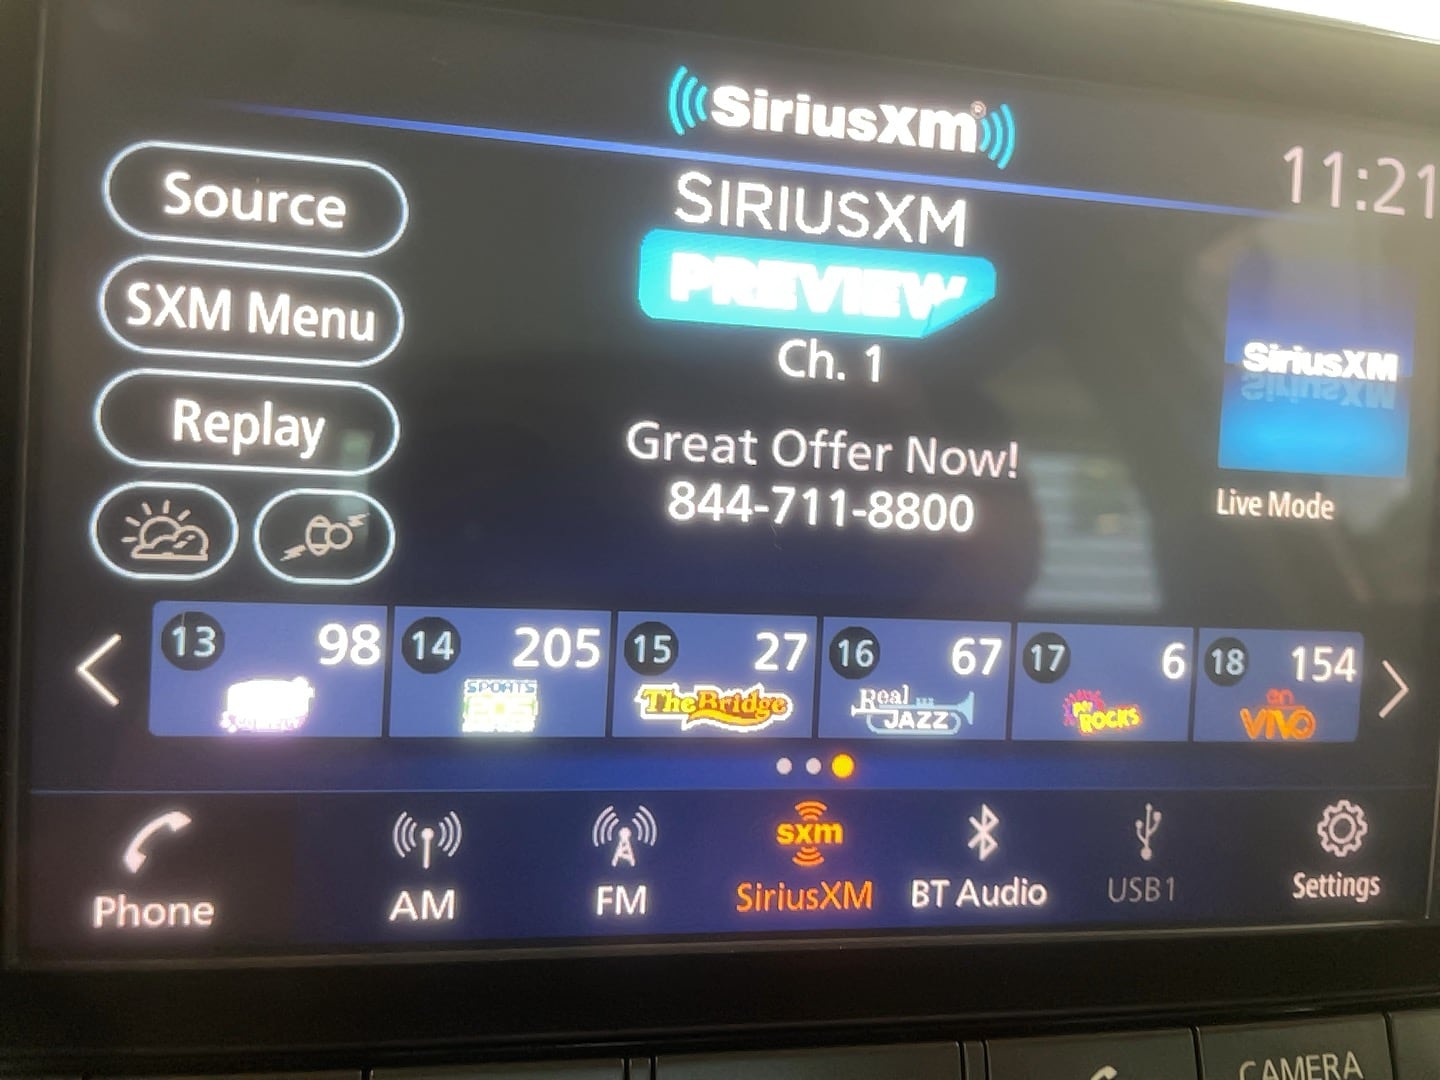 SiriusXM®
11:21
Source
SIRIUSXM
PREVIEW
SXM Menu
Ch. 1
SiriusXM
Replay
Great Offer Now!
844-711-8800
Live Mode
13 98
14 205
SPORTS
15 27
The Bridge
16 67
Real JAZZ
17 6
ROCKS
18 154
en VIVO
Phone
AM
FM
sxm
SiriusXM
BT Audio
USB1
Settings
CAMERA